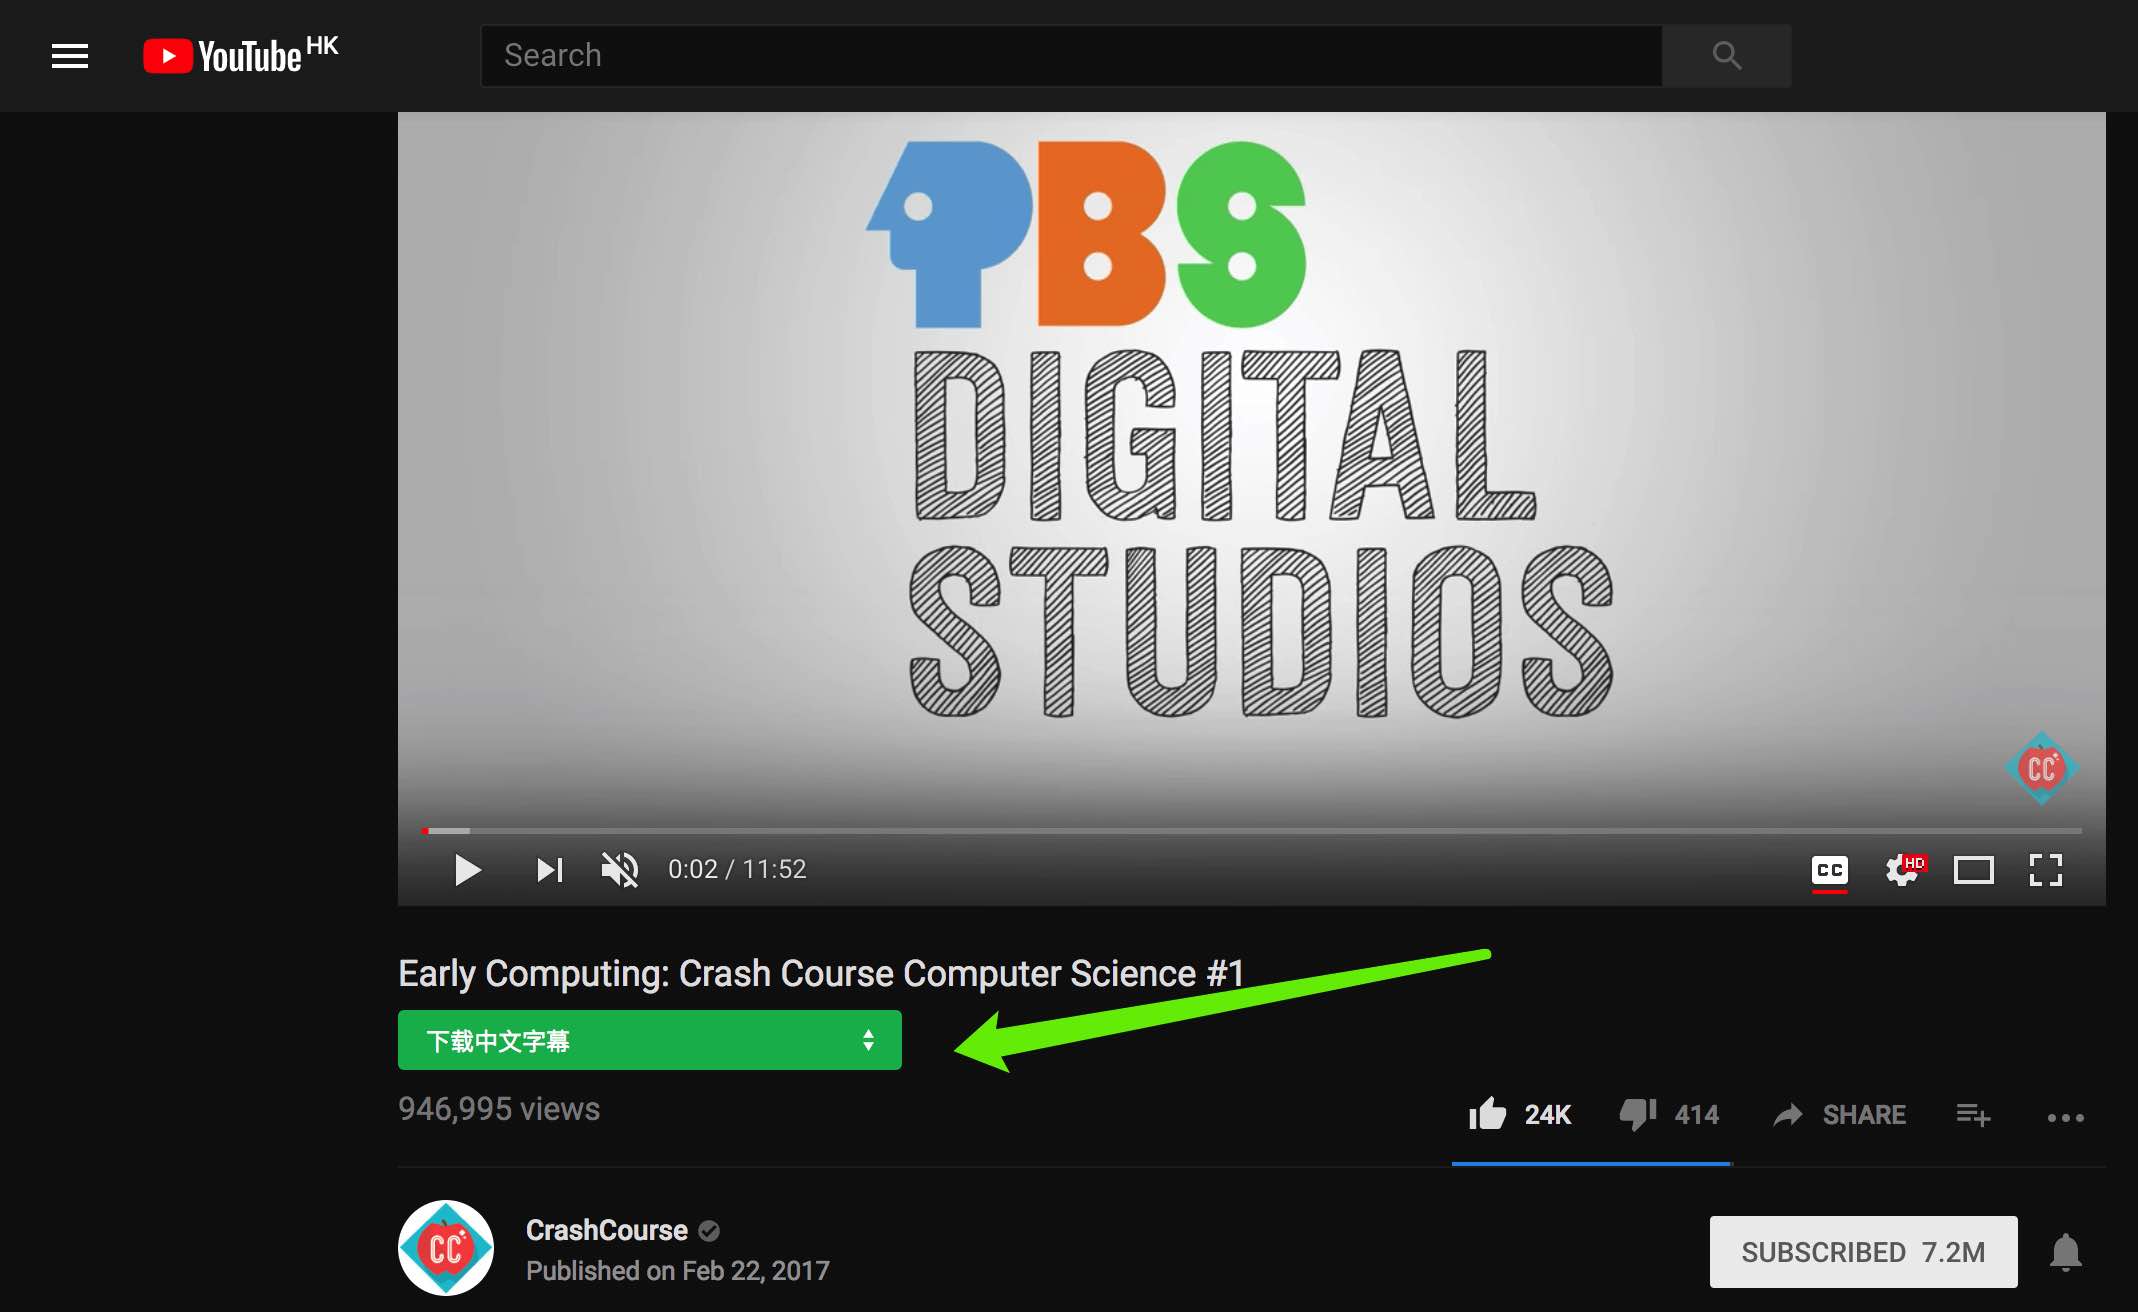 YouTube HK
Search
PBS
DIGITAL
STUDIOS
CC
0:02 / 11:52
CC
HD
Early Computing: Crash Course Computer Science #1
下载中文字幕
946,995 views
24K
414
SHARE
CC
CrashCourse
Published on Feb 22, 2017
SUBSCRIBED 7.2M